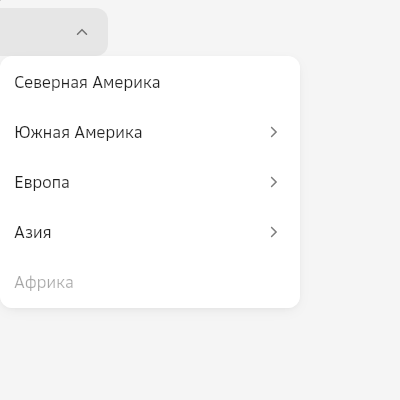 Северная Америка
Южная Америка
Европа
Азия
Африка